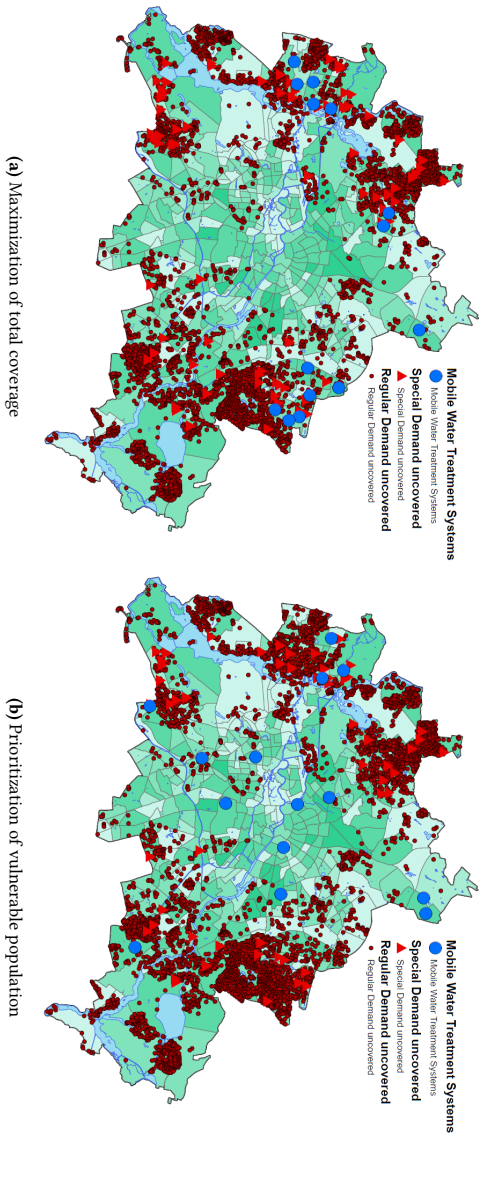 Mobile Water Treatment Systems
Mobile Water Treatment Systems
Special Demand uncovered
Special Demand uncovered
Regular Demand uncovered
Regular Demand uncovered
(a) Maximization of total coverage
Mobile Water Treatment Systems
Mobile Water Treatment Systems
Special Demand uncovered
Special Demand uncovered
Regular Demand uncovered
Regular Demand uncovered
(b) Prioritization of vulnerable population